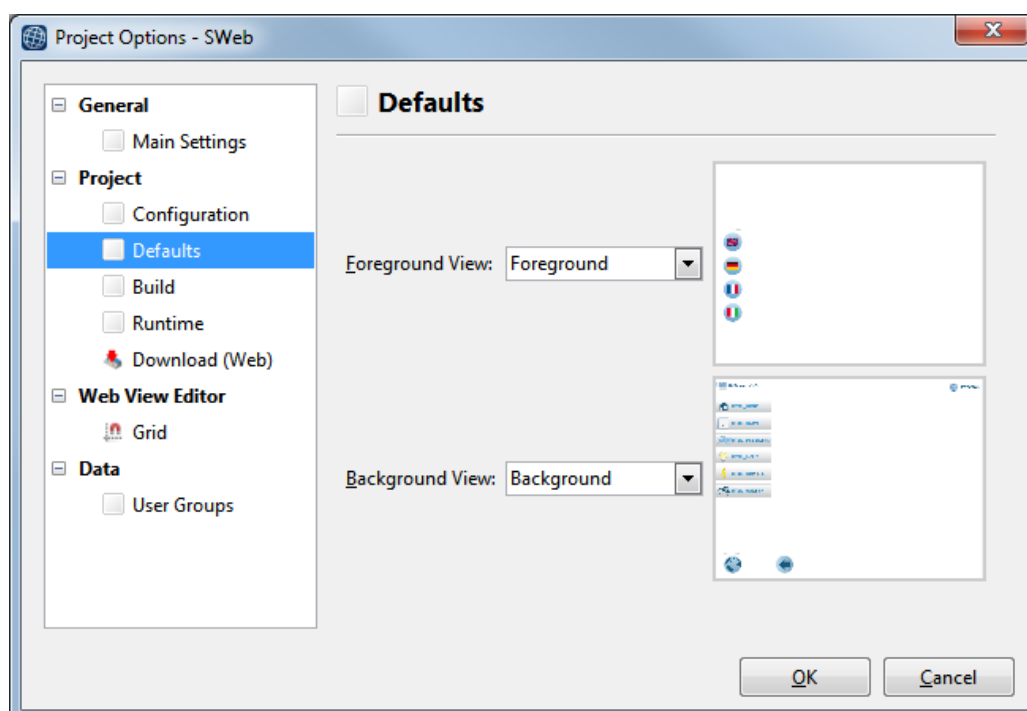 Project Options - SWeb
General
Main Settings
Project
Configuration
Defaults
Build
Runtime
Download (Web)
Web View Editor
Grid
Data
User Groups
Defaults
Foreground View: Foreground
Background View: Background
OK
Cancel